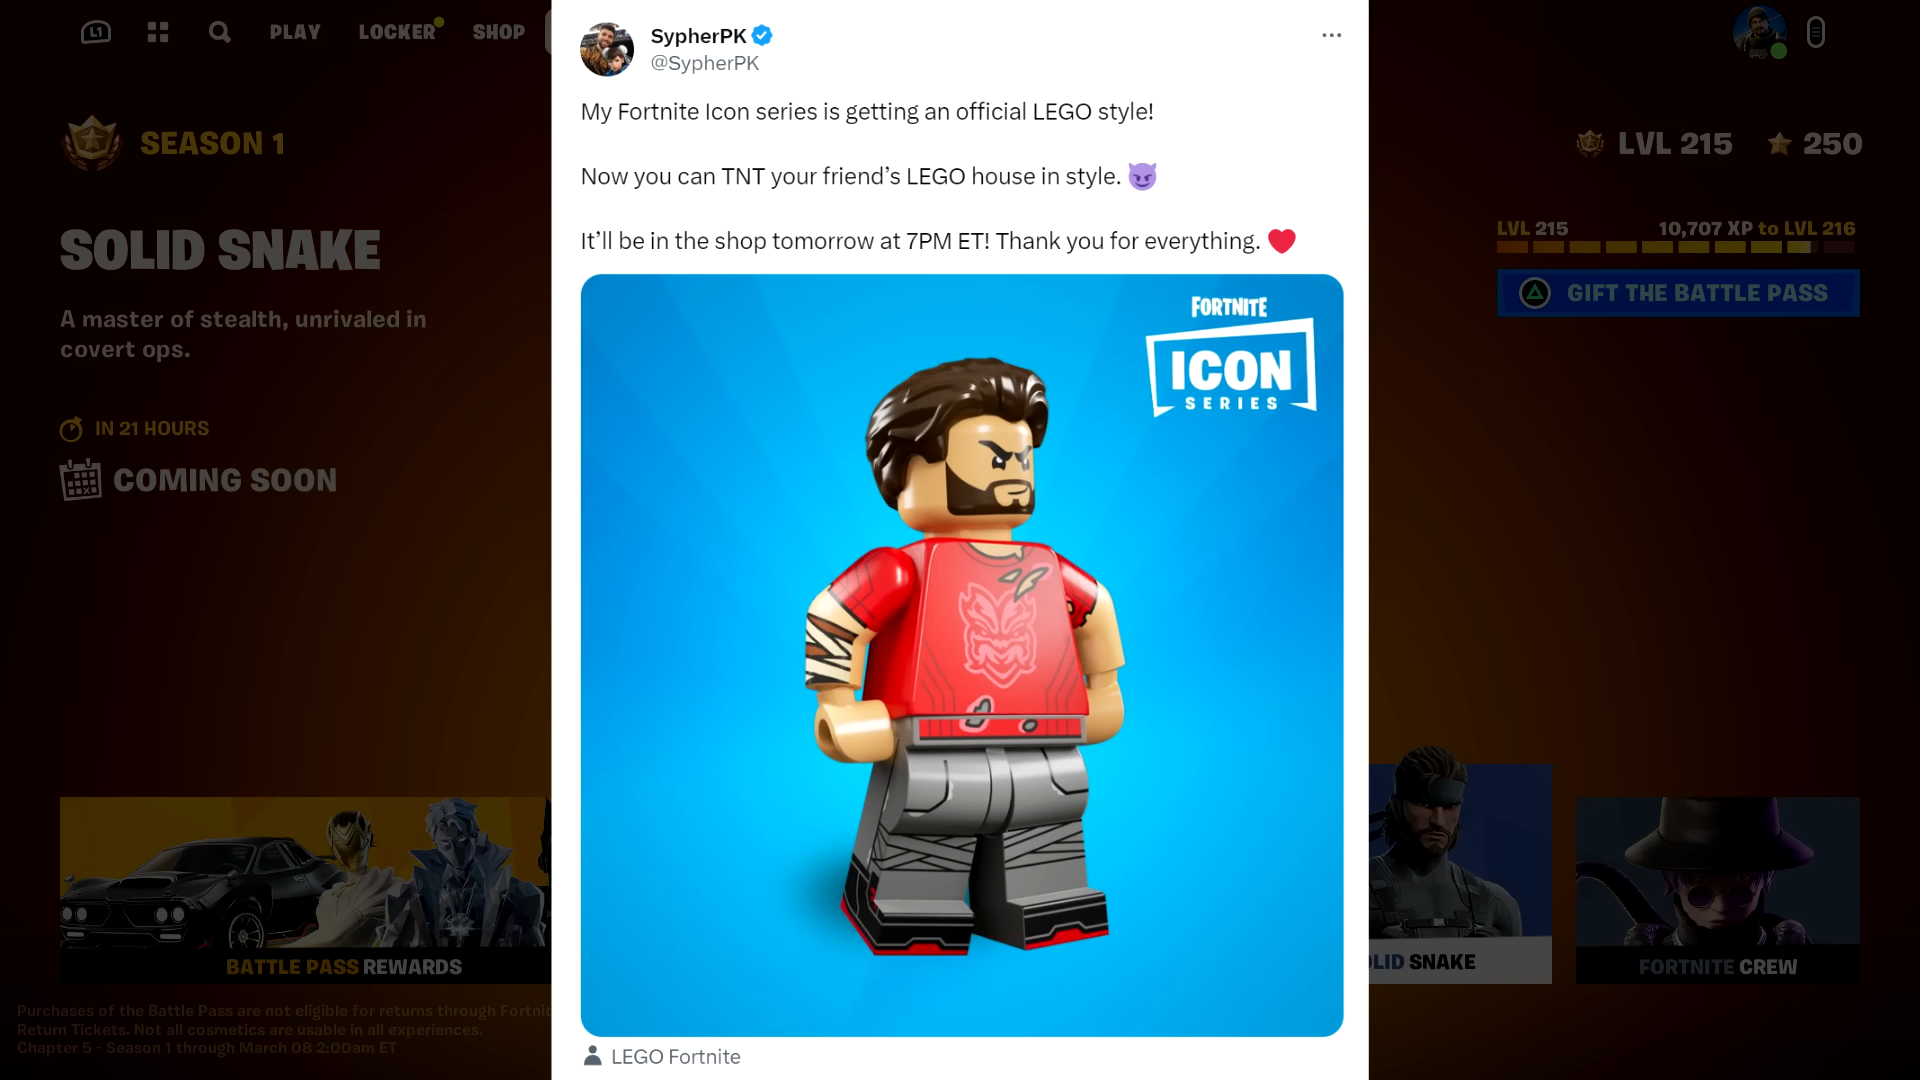 L1
PLAY
LOCKER
SHOP
SEASON 1
LVL 215
250
SOLID SNAKE
A master of stealth, unrivaled in
covert ops.
IN 21 HOURS
COMING SOON
LVL 215
10,707 XP to LVL 216
GIFT THE BATTLE PASS
SypherPK
@SypherPK
My Fortnite Icon series is getting an official LEGO style!
Now you can TNT your friend’s LEGO house in style. 😈
It’ll be in the shop tomorrow at 7PM ET! Thank you for everything. ❤️
FORTNITE
ICON
SERIES
LEGO Fortnite
BATTLE PASS REWARDS
SNAKE
FORTNITE CREW
Purchases of the Battle Pass are not eligible for returns through
Return Tickets. Not all cosmetics are usable in all experiences.
Chapter 5 - Season 1 through March 08 2:00am ET